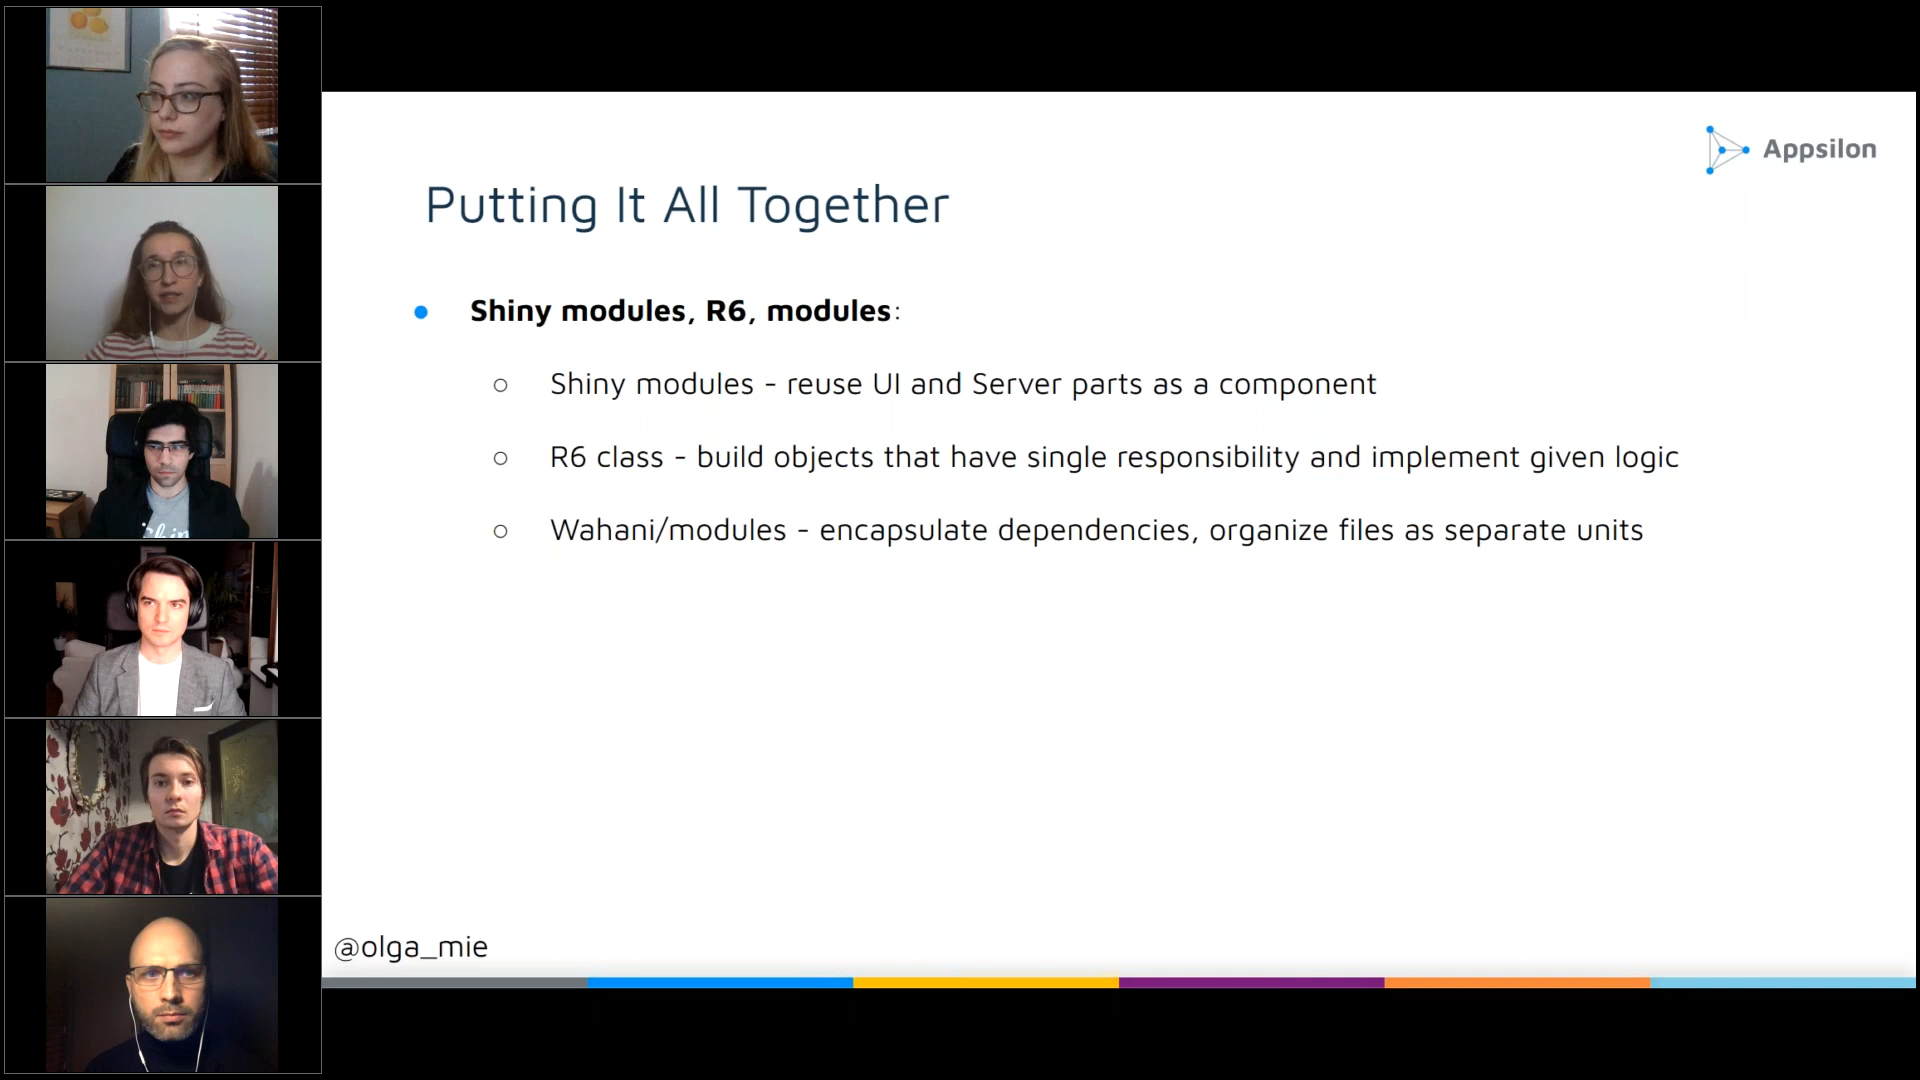 Appsilon
Putting It All Together
● Shiny modules, R6, modules:
○ Shiny modules - reuse UI and Server parts as a component
○ R6 class - build objects that have single responsibility and implement given logic
○ Wahani/modules - encapsulate dependencies, organize files as separate units
@olga_mie